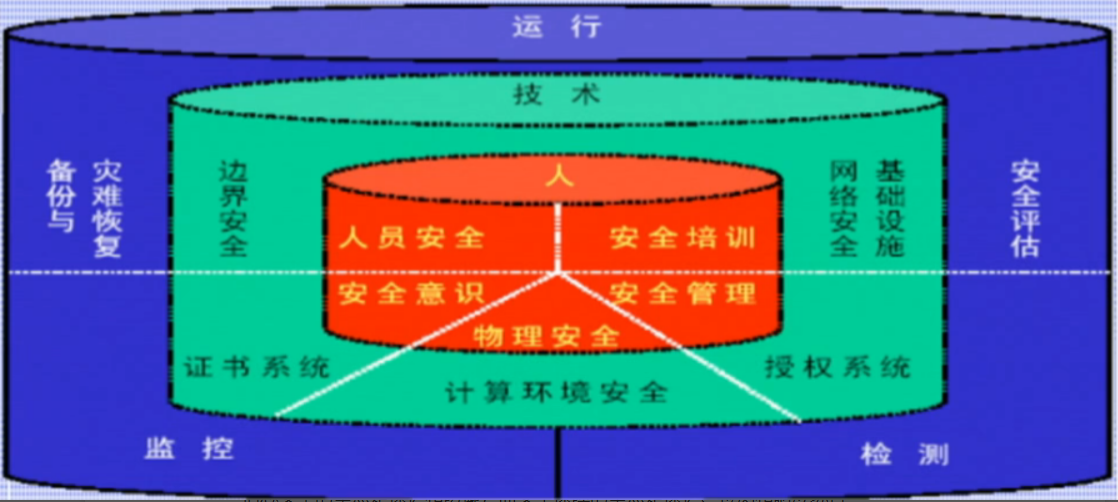 运行
技术
人
备份与
灾难恢复
边界安全
人员安全
安全培训
网络安全
基础设施
安全评估
安全意识
安全管理
物理安全
证书系统
计算环境安全
授权系统
监控
检测